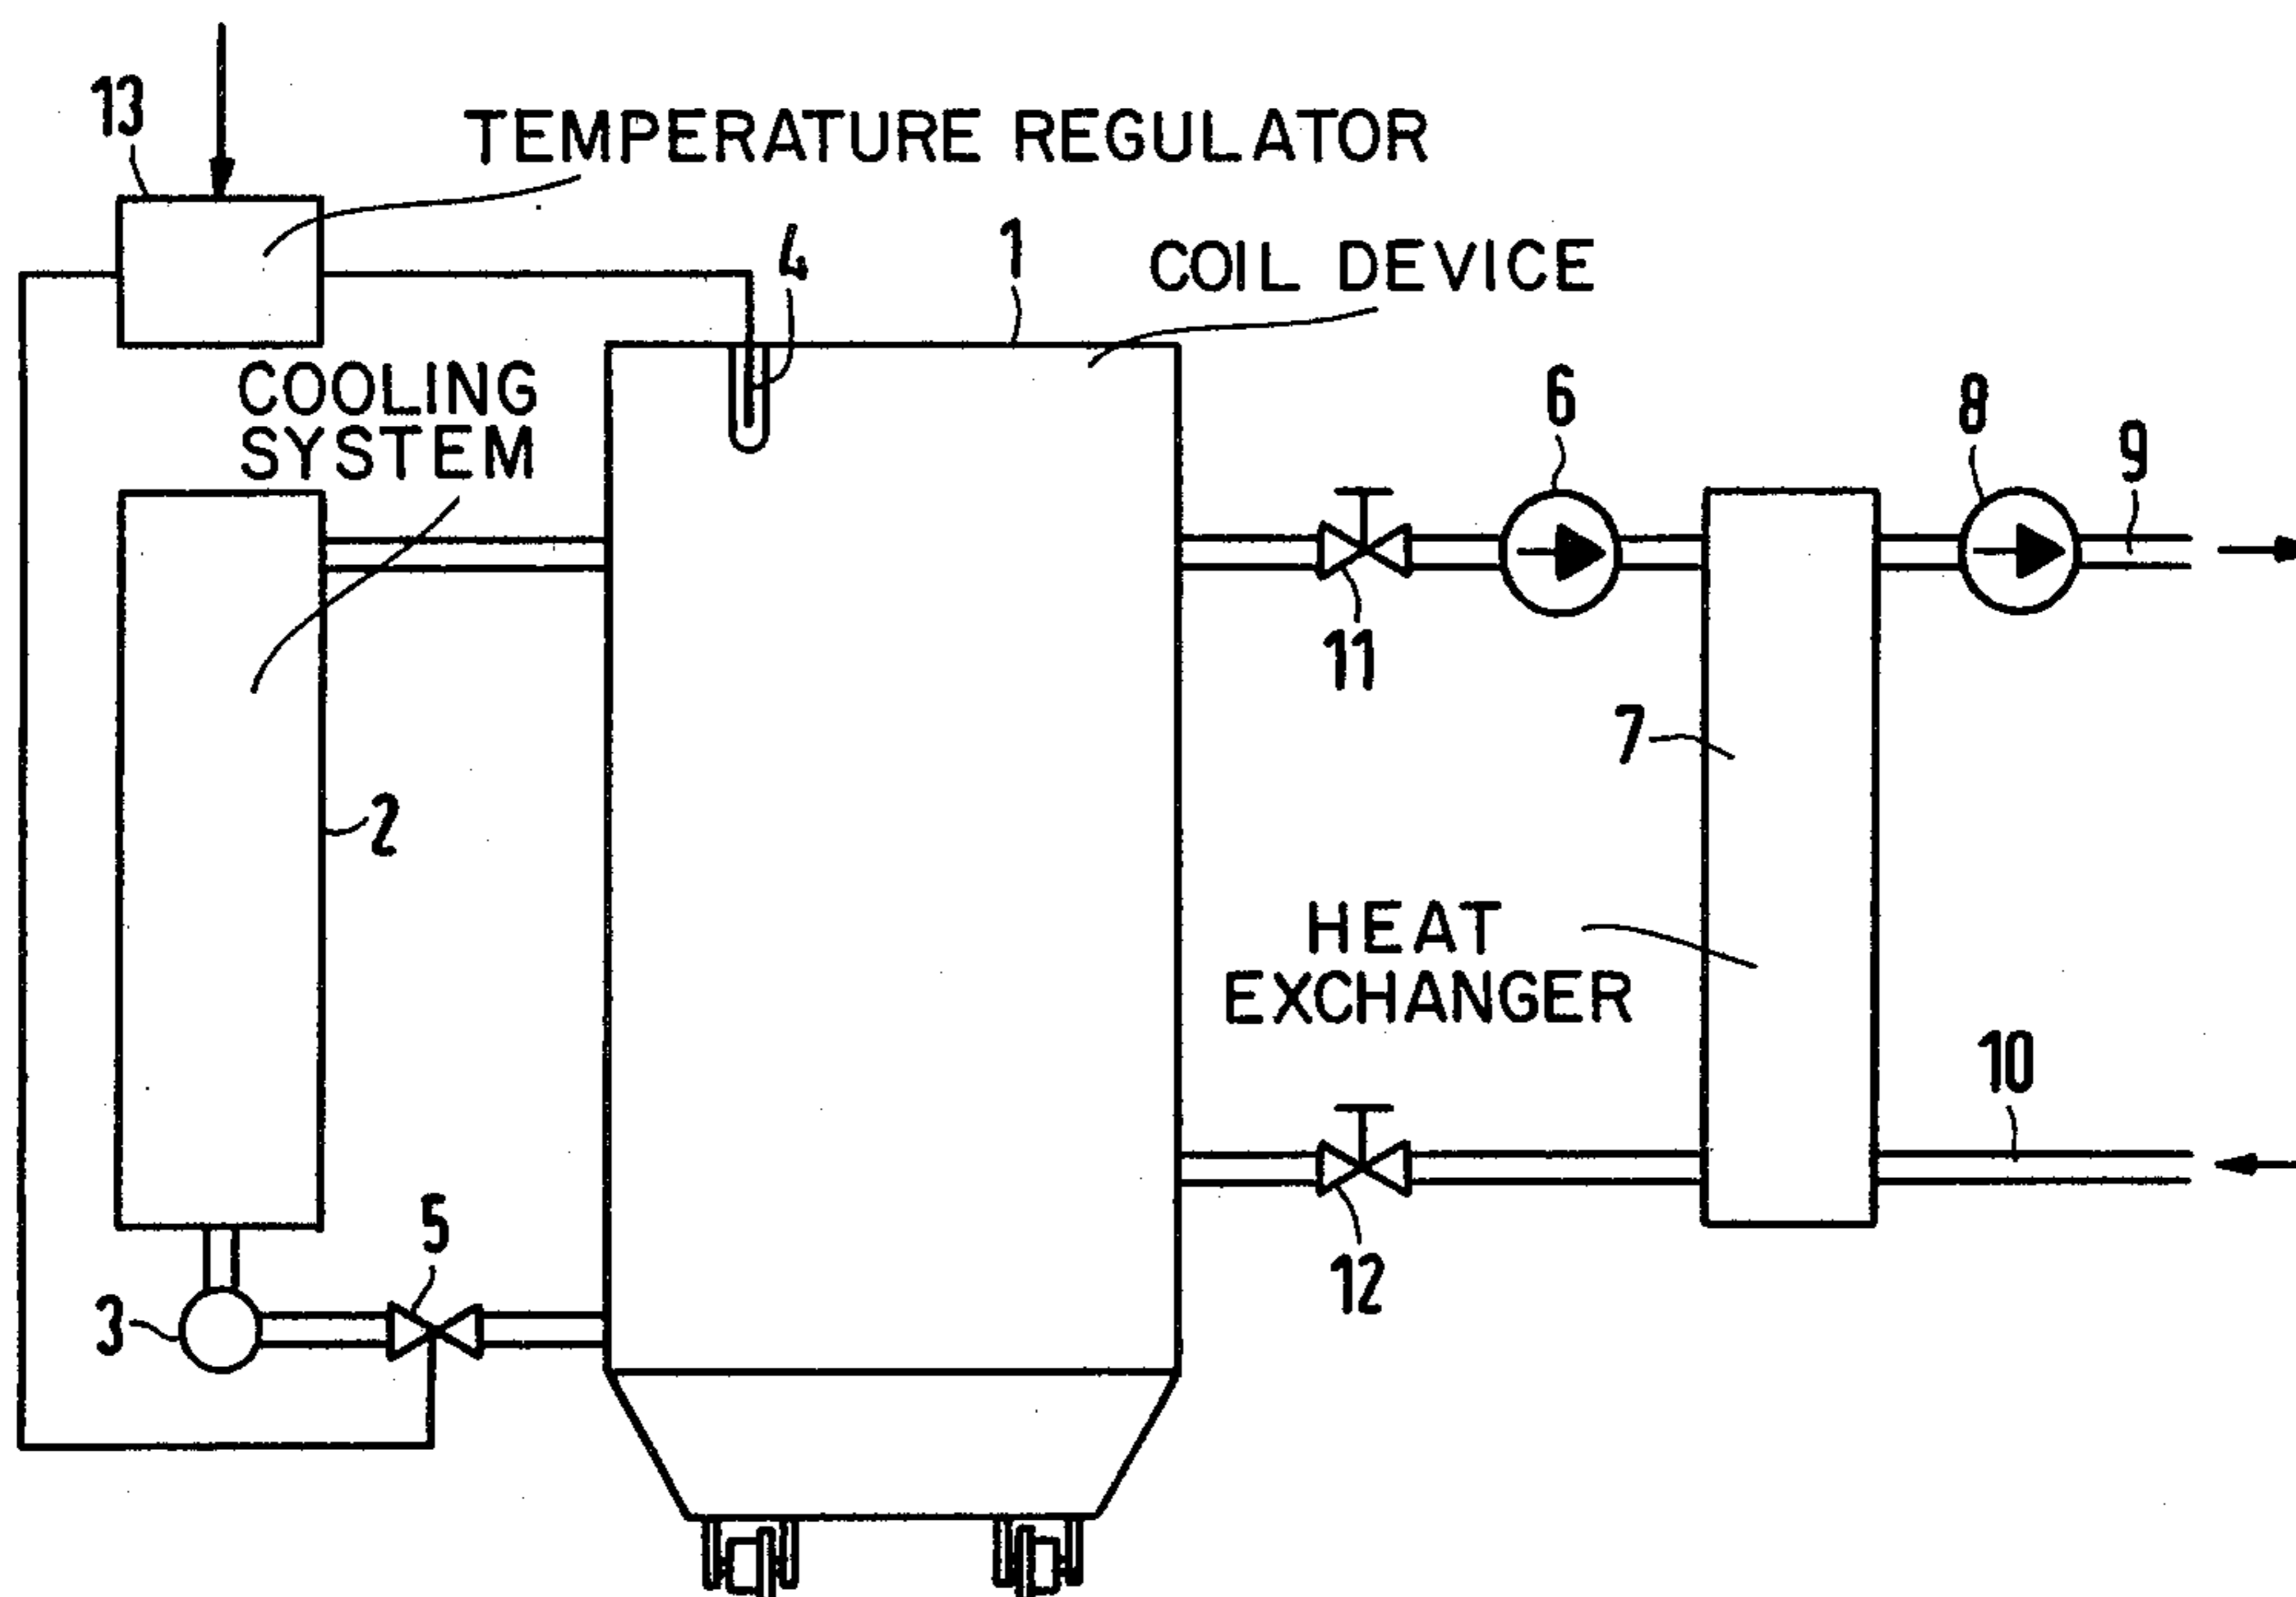 13
TEMPERATURE REGULATOR
4
1
COIL DEVICE
COOLING
SYSTEM
6
8
9
11
7
2
HEAT
EXCHANGER
10
5
12
3